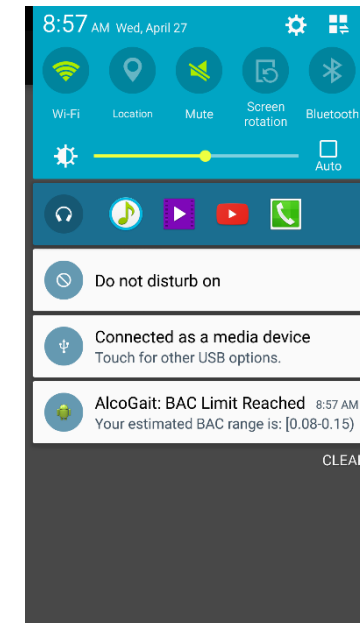 8:57 AM Wed, April 27
Wi-Fi
Location
Mute
Screen
rotation
Bluetooth
Auto
Do not disturb on
Connected as a media device
Touch for other USB options.
AlcoGait: BAC Limit Reached 8:57 AM
Your estimated BAC range is: [0.08-0.15)
CLEAR